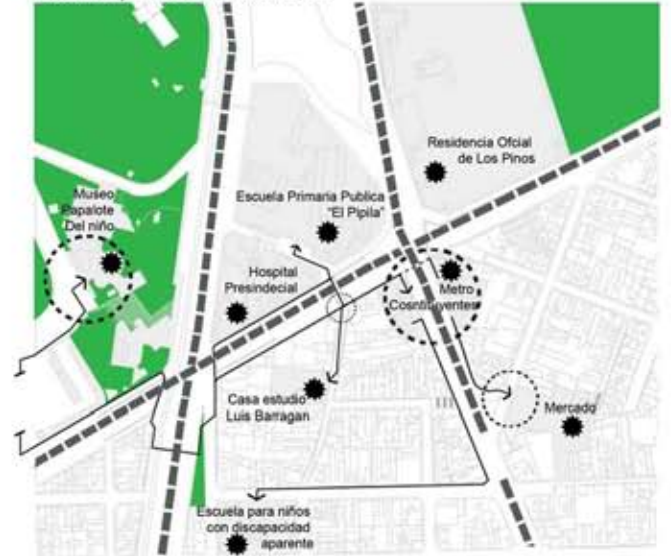 Residencia Ofcial
de Los Pinos
Museo
Papalote
Del niño
Escuela Primaria Publica
"El Pipila"
Hospital
Presindecial
Metro
Cosntituyentes
Casa estudio
Luis Barragan
Mercado
Escuela para niños
con discapacidad
aparente